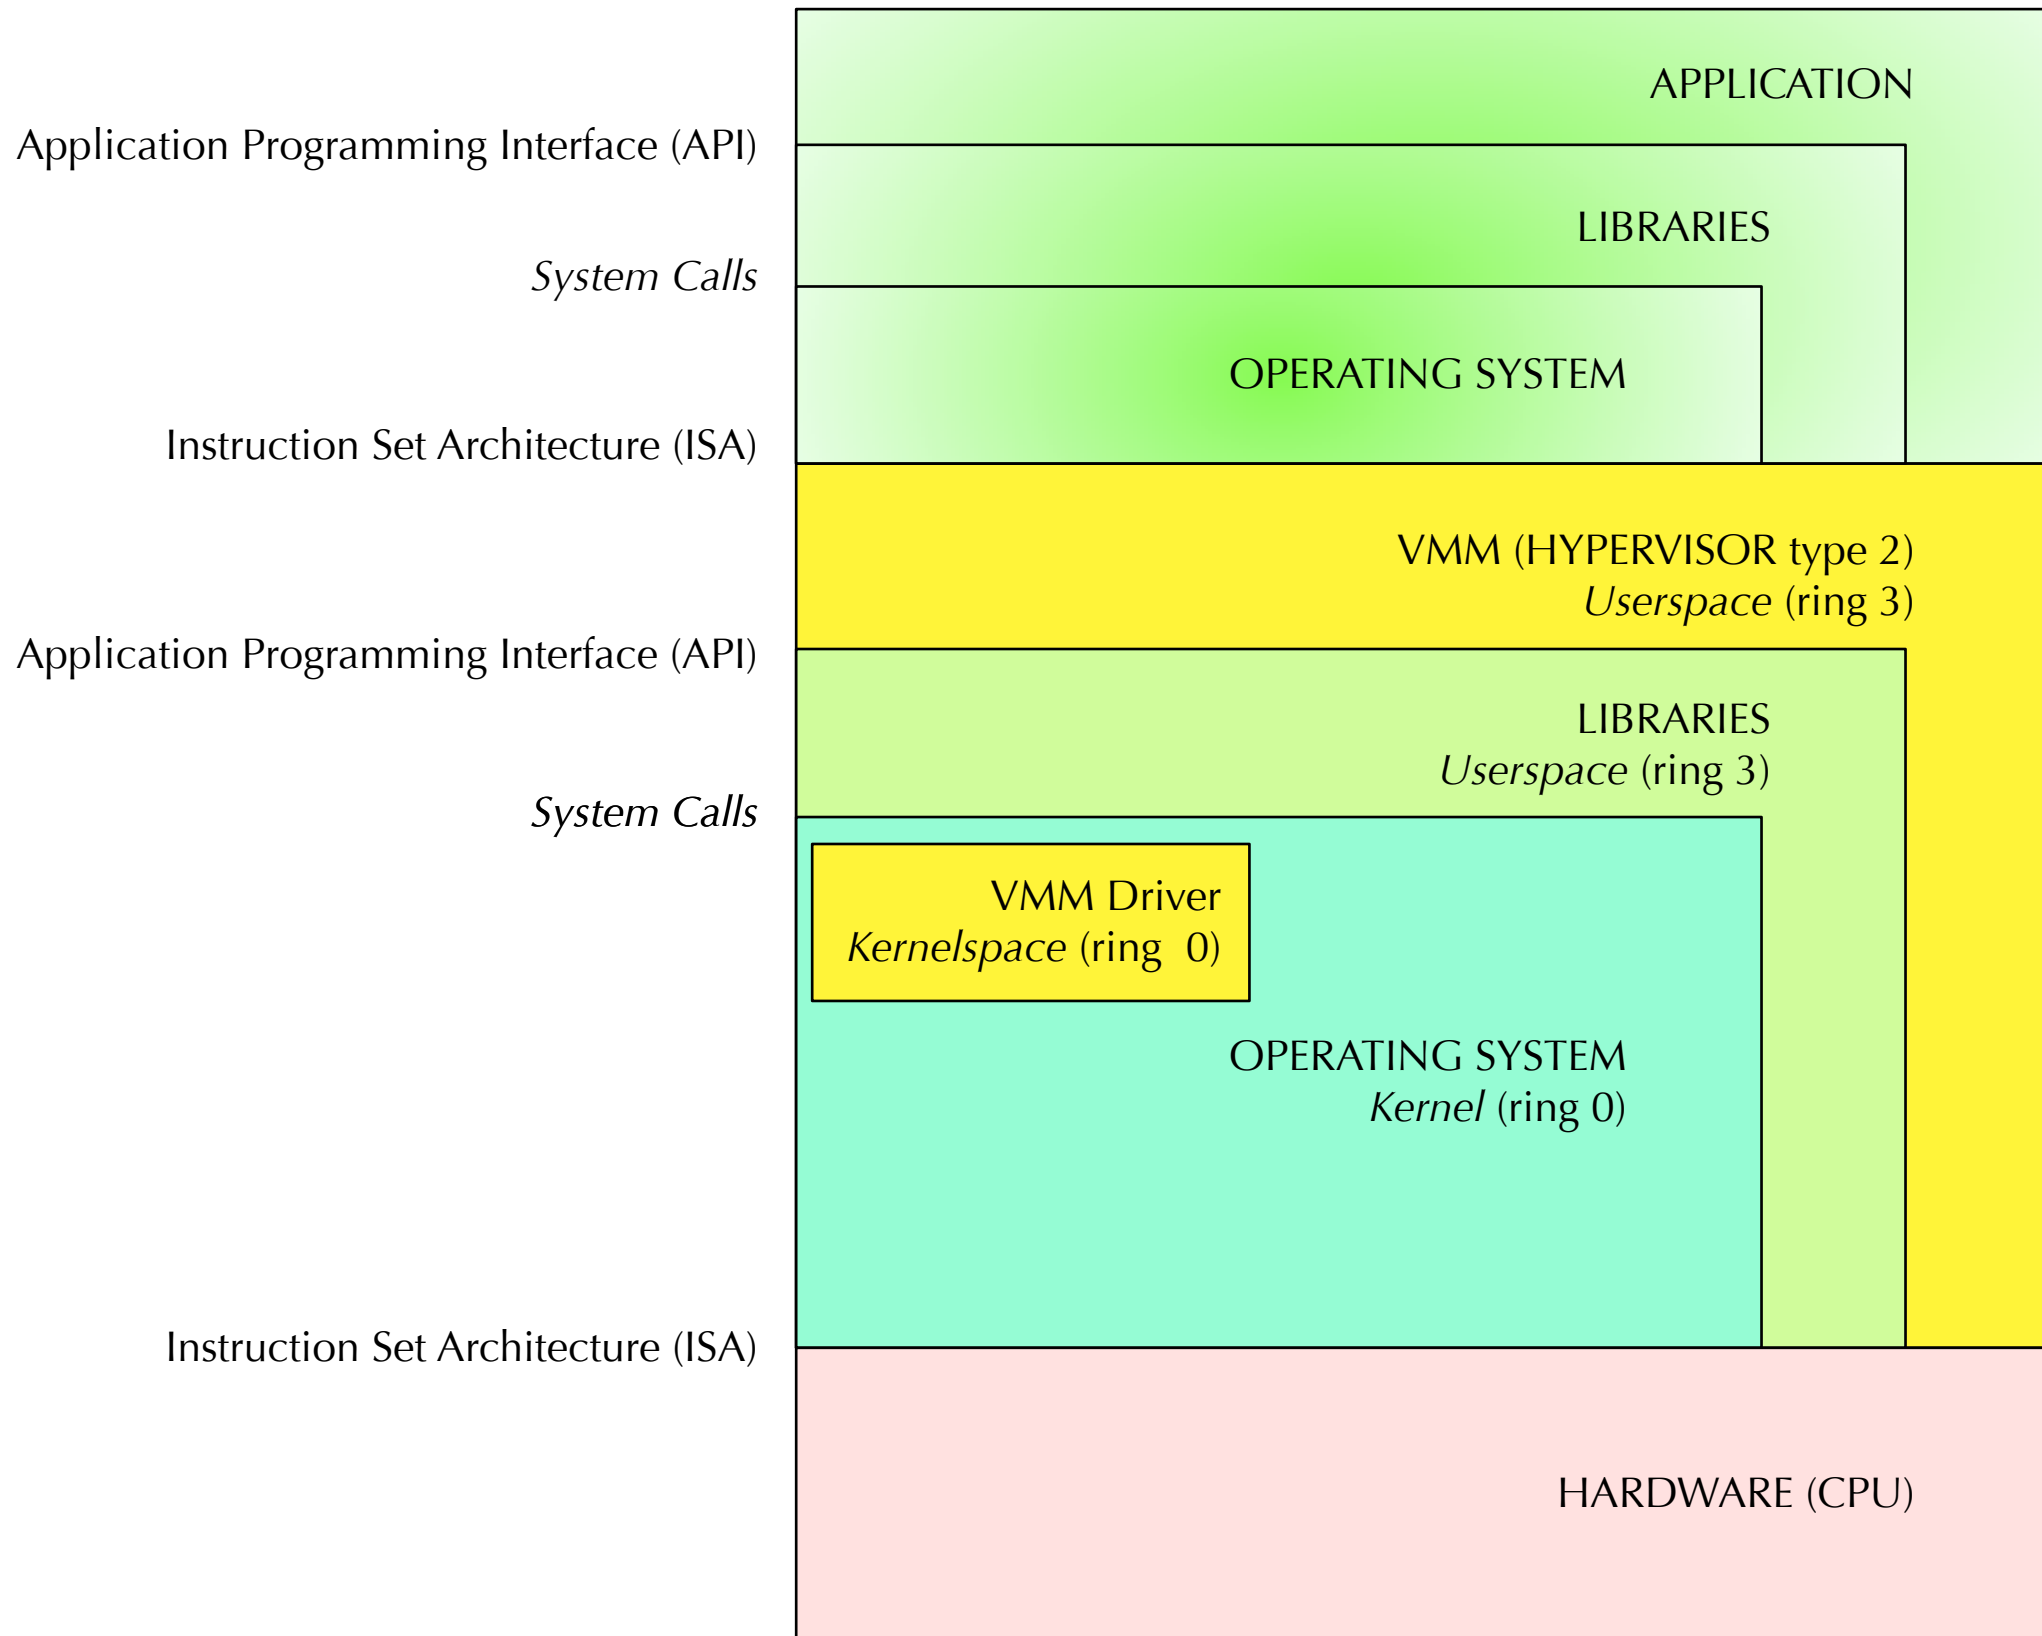 APPLICATION
Application Programming Interface (API)
LIBRARIES
System Calls
OPERATING SYSTEM
Instruction Set Architecture (ISA)
VMM (HYPERVISOR type 2)
Userspace (ring 3)
Application Programming Interface (API)
LIBRARIES
Userspace (ring 3)
System Calls
VMM Driver
Kernelspace (ring  0)
OPERATING SYSTEM
Kernel (ring 0)
Instruction Set Architecture (ISA)
HARDWARE (CPU)